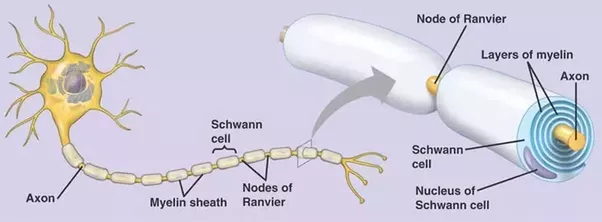 Node of Ranvier
Layers of myelin
Axon
Schwann
cell
Schwann
cell
Nodes of
Ranvier
Myelin sheath
Axon
Nucleus of
Schwann cell